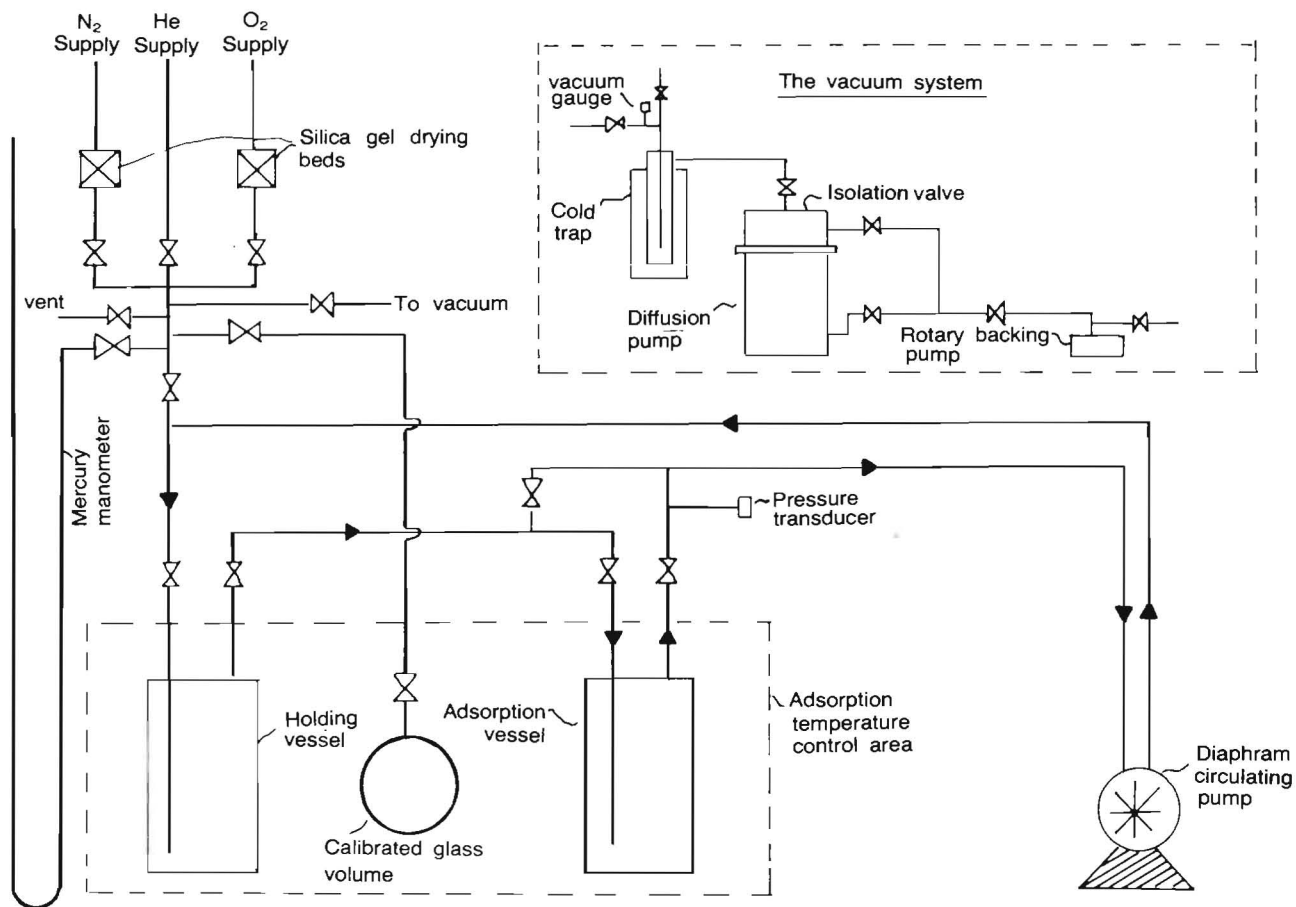 N2
Supply
He
Supply
O2
Supply
Silica gel drying
beds
vent
To vacuum
Mercury
manometer
The vacuum system
vacuum
gauge
Cold
trap
Isolation valve
Diffusion
pump
Rotary backing
pump
Pressure
transducer
Holding
vessel
Calibrated glass
volume
Adsorption
vessel
Adsorption
temperature
control area
Diaphram
circulating
pump